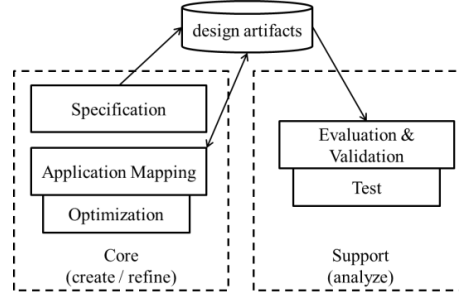 design artifacts
Specification
Application Mapping
Optimization
Core
(create / refine)
Evaluation &
Validation
Test
Support
(analyze)